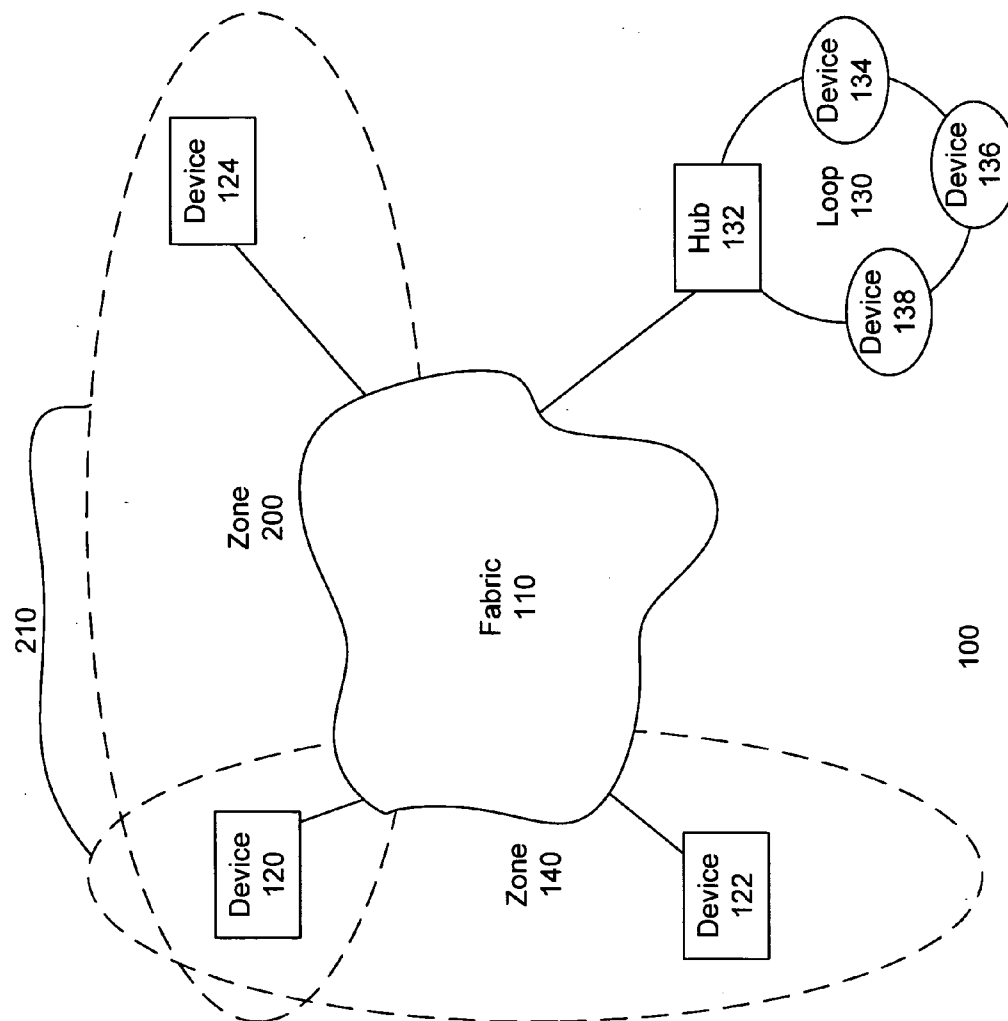 210
Zone
200
Device
124
Device
120
Fabric
110
Zone
140
Device
122
Hub
132
Device
134
Loop
130
Device
138
Device
136
100